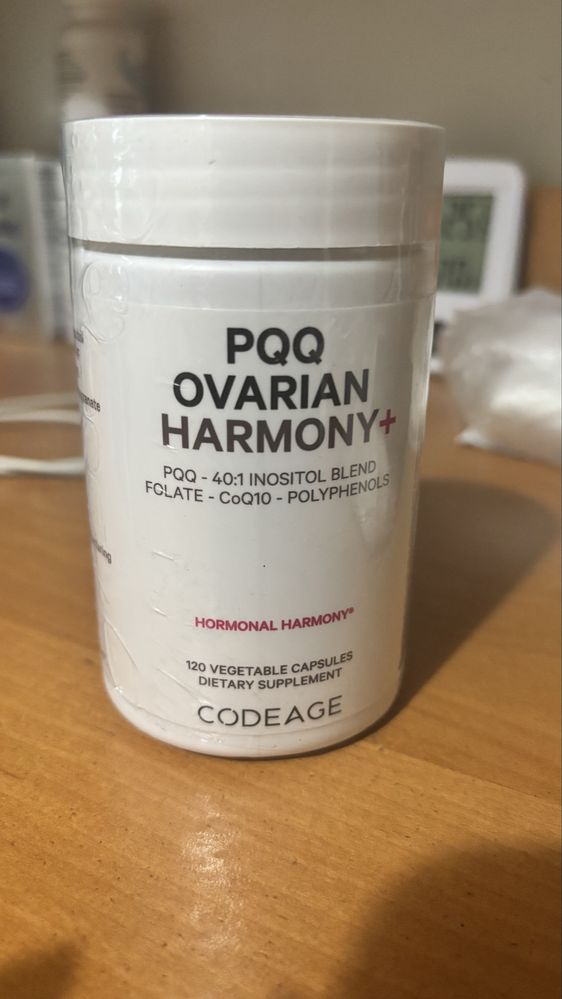 PQQ
OVARIAN
HARMONY+
PQQ - 40:1 INOSITOL BLEND
FOLATE - CoQ10 - POLYPHENOLS
HORMONAL HARMONY®
120 VEGETABLE CAPSULES
DIETARY SUPPLEMENT
CODEAGE